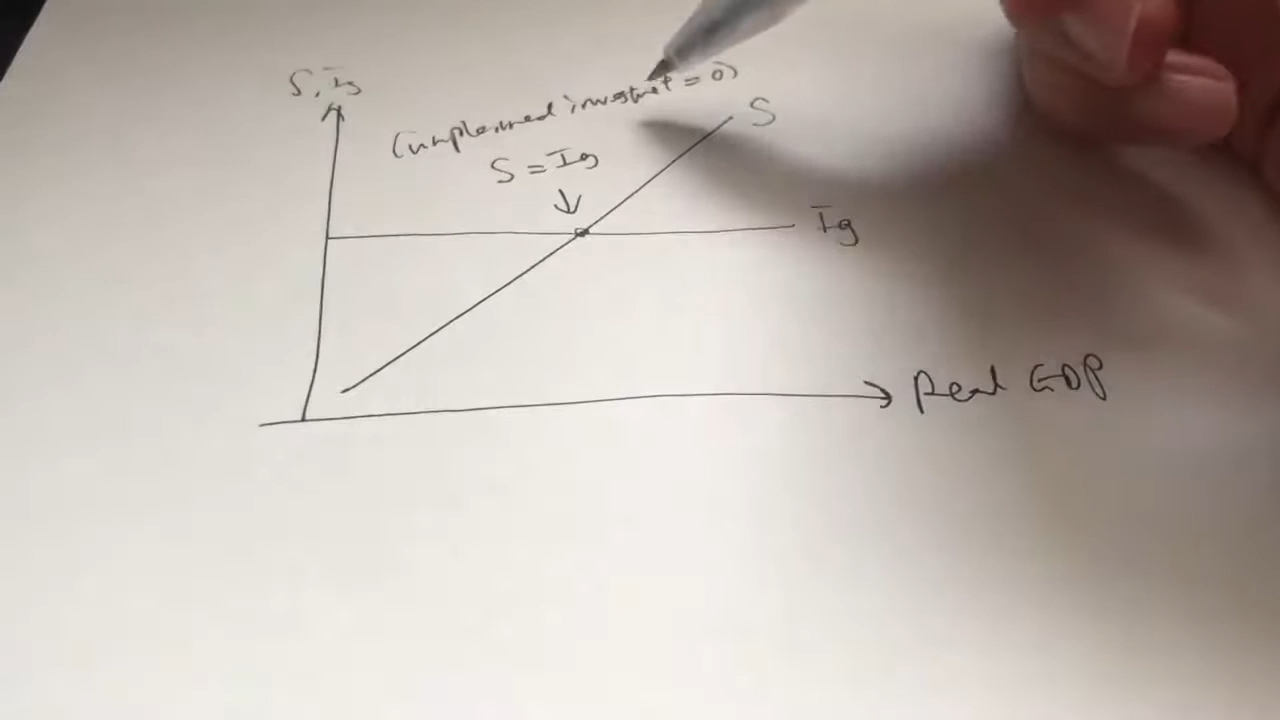 S, Ig
(unplanned investment = 0)
S
S = Ig
Ig
Real GDP